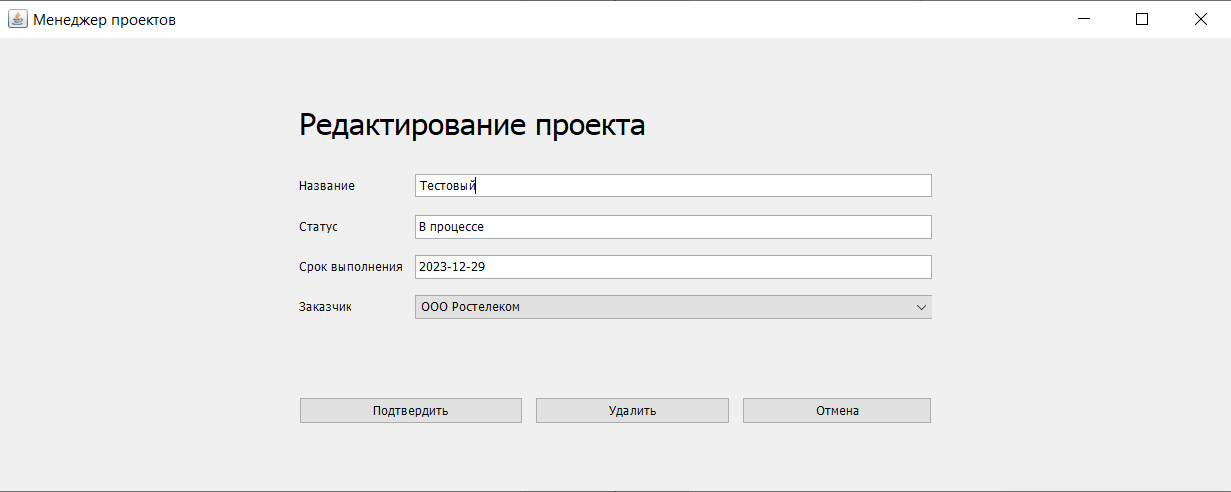 Менеджер проектов
Редактирование проекта
Название Тестовый
Статус В процессе
Срок выполнения 2023-12-29
Заказчик ООО Ростелеком
Подтвердить Удалить Отмена